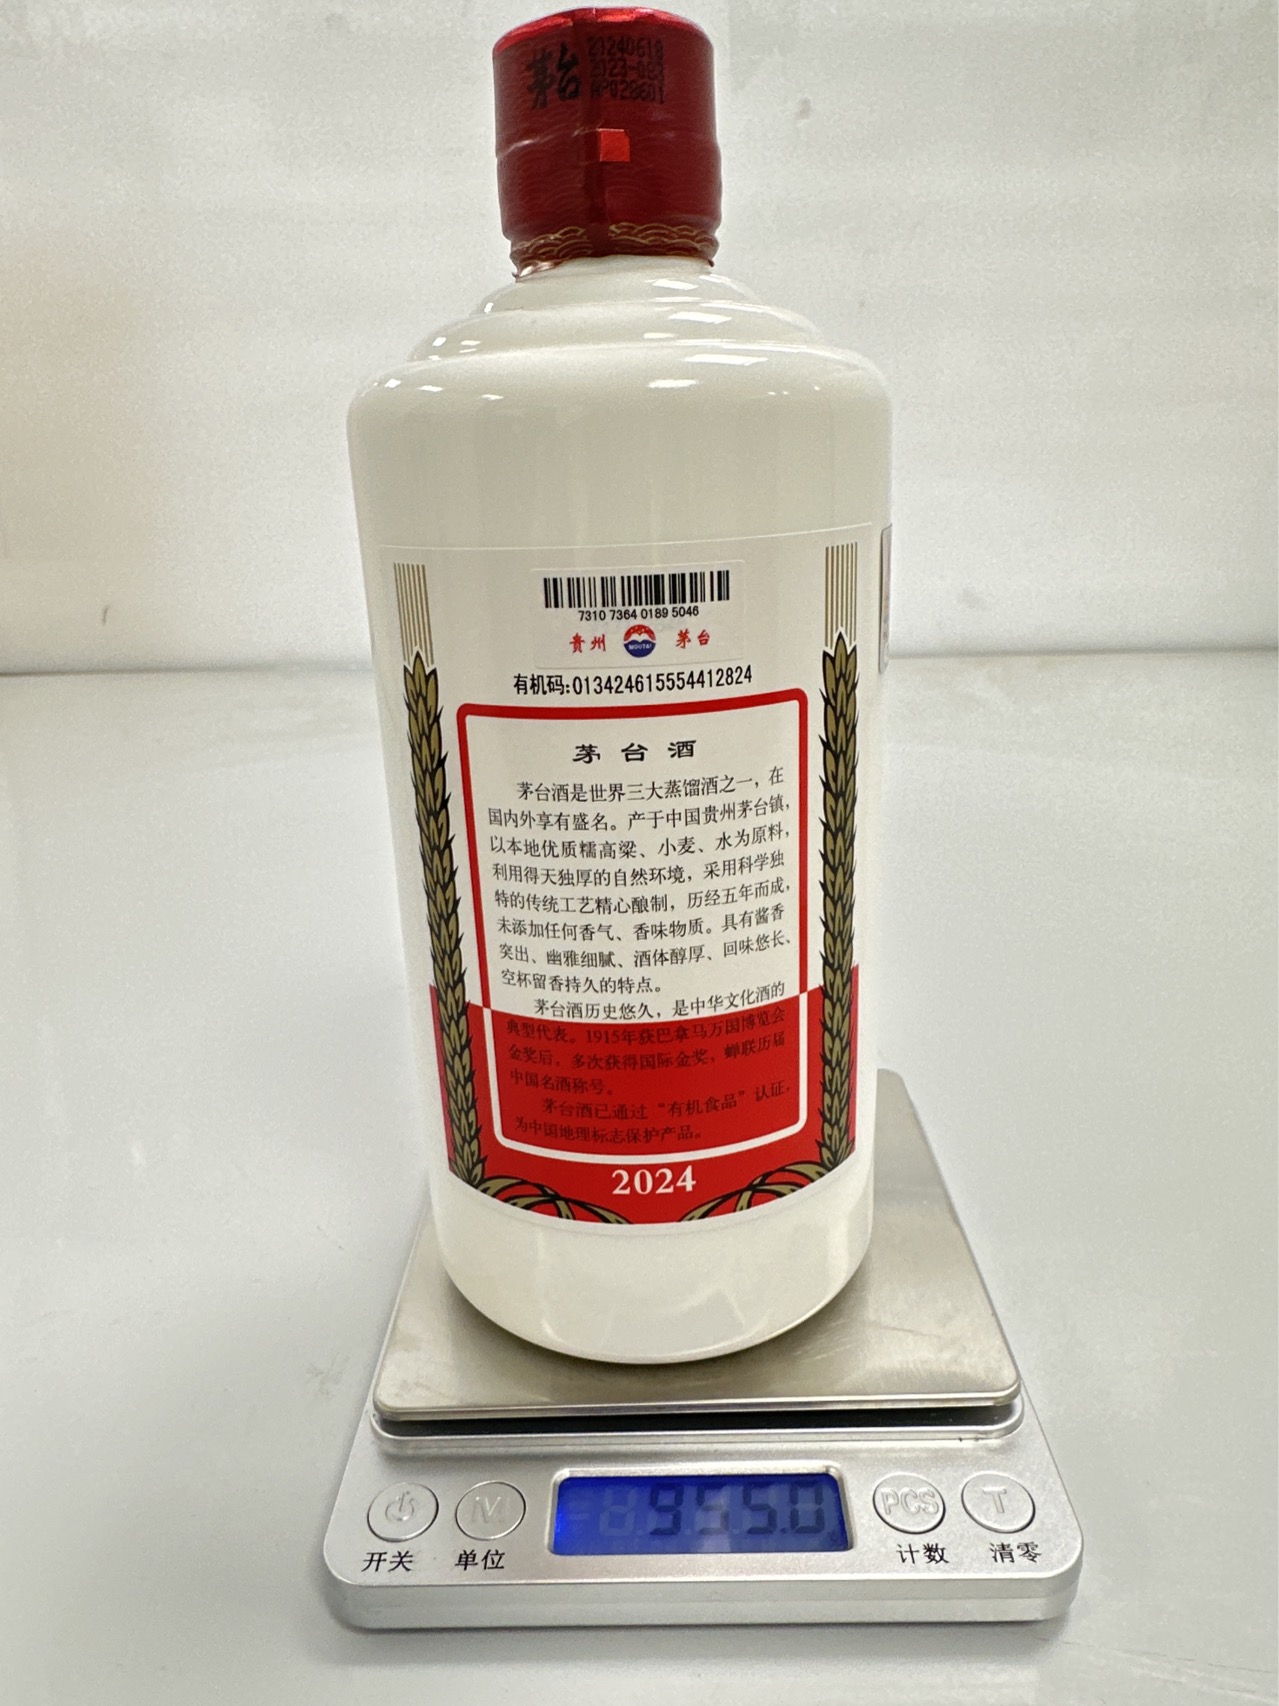 茅台
20240618
2023-023
7310 7364 0189 5046
贵州 MOUTAI 茅台
有机码:013424615554412824
茅台酒
茅台酒是世界三大蒸馏酒之一，在
国内外享有盛名。产于中国贵州茅台镇，
以本地优质糯高粱、小麦、水为原料，
利用得天独厚的自然环境，采用科学独
特的传统工艺精心酿制，历经五年而成，
未添加任何香气、香味物质。具有酱香
突出、幽雅细腻、酒体醇厚、回味悠长、
空杯留香持久的特点。
茅台酒历史悠久，是中华文化酒的
典型代表。1915年获巴拿马万国博览会
金奖后，多次获得国际金奖，蝉联历届
中国名酒称号。
茅台酒已通过“有机食品”认证，
为中国地理标志保护产品。
2024
955.0
M PCS T
开关 单位 计数 清零